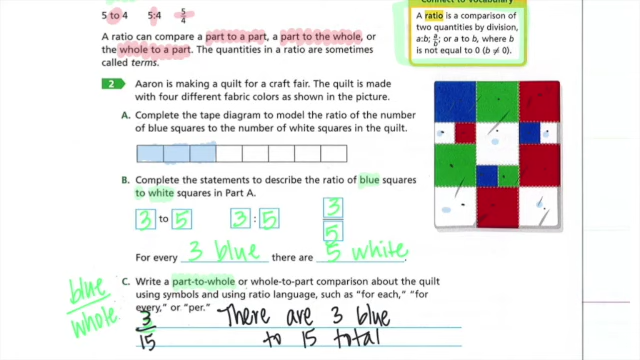 5 to 4 5:4 5/4
Connect to Vocabulary
A ratio is a comparison of
two quantities by division,
a:b; a/b; or a to b, where b
is not equal to 0 (b ≠ 0).
A ratio can compare a part to a part, a part to the whole, or
the whole to a part. The quantities in a ratio are sometimes
called terms.
2 Aaron is making a quilt for a craft fair. The quilt is made
with four different fabric colors as shown in the picture.
A. Complete the tape diagram to model the ratio of the number
of blue squares to the number of white squares in the quilt.
B. Complete the statements to describe the ratio of blue squares
to white squares in Part A.
3 to 5 3 : 5 3/5
For every 3 blue there are 5 white.
C. Write a part-to-whole or whole-to-part comparison about the quilt
using symbols and using ratio language, such as "for each," "for
every," or "per."
blue/whole
3/15 There are 3 blue
to 15 total